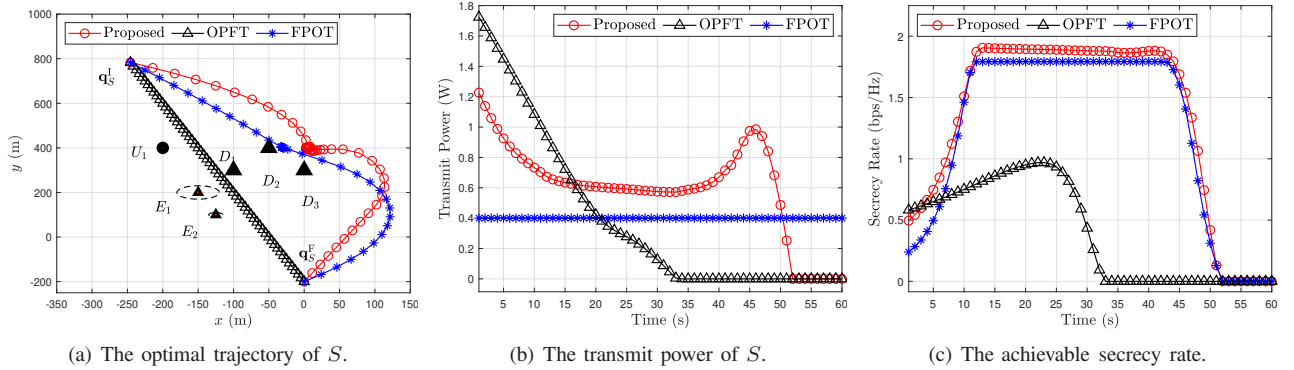 Proposed OPFT FPOT
800
600
400
200
0
-200
-350 -300 -250 -200 -150 -100 -50 0 50 100 150
y (m)
x (m)
q_S^I
U_1
D_1
D_2
D_3
E_1
E_2
q_S^F
(a) The optimal trajectory of S.
Proposed OPFT FPOT
1.8
1.6
1.4
1.2
1
0.8
0.6
0.4
0.2
0
5 10 15 20 25 30 35 40 45 50 55 60
Transmit Power (W)
Time (s)
(b) The transmit power of S.
Proposed OPFT FPOT
2
1.5
1
0.5
0
5 10 15 20 25 30 35 40 45 50 55 60
Secrecy Rate (bps/Hz)
Time (s)
(c) The achievable secrecy rate.